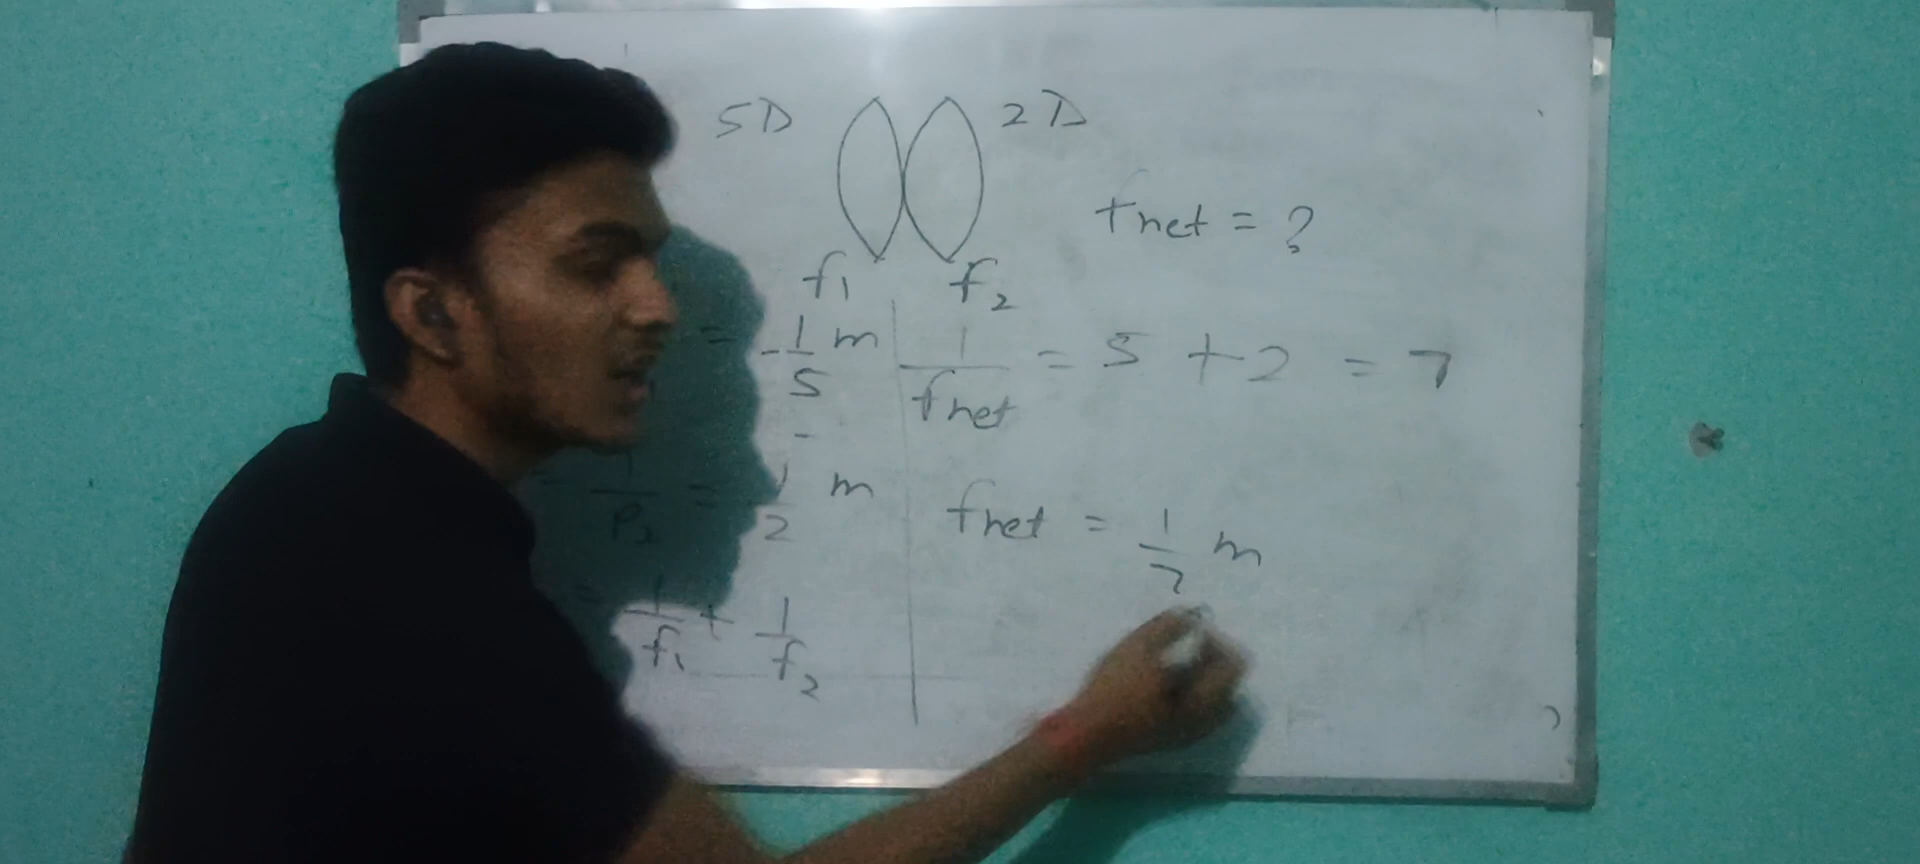 5D 2D
fnet = ?
f1 f2
= 1/5 m
1/P2 = 1/2 m
= 1/f1 + 1/f2
1/fnet = 5 + 2 = 7
fnet = 1/7 m